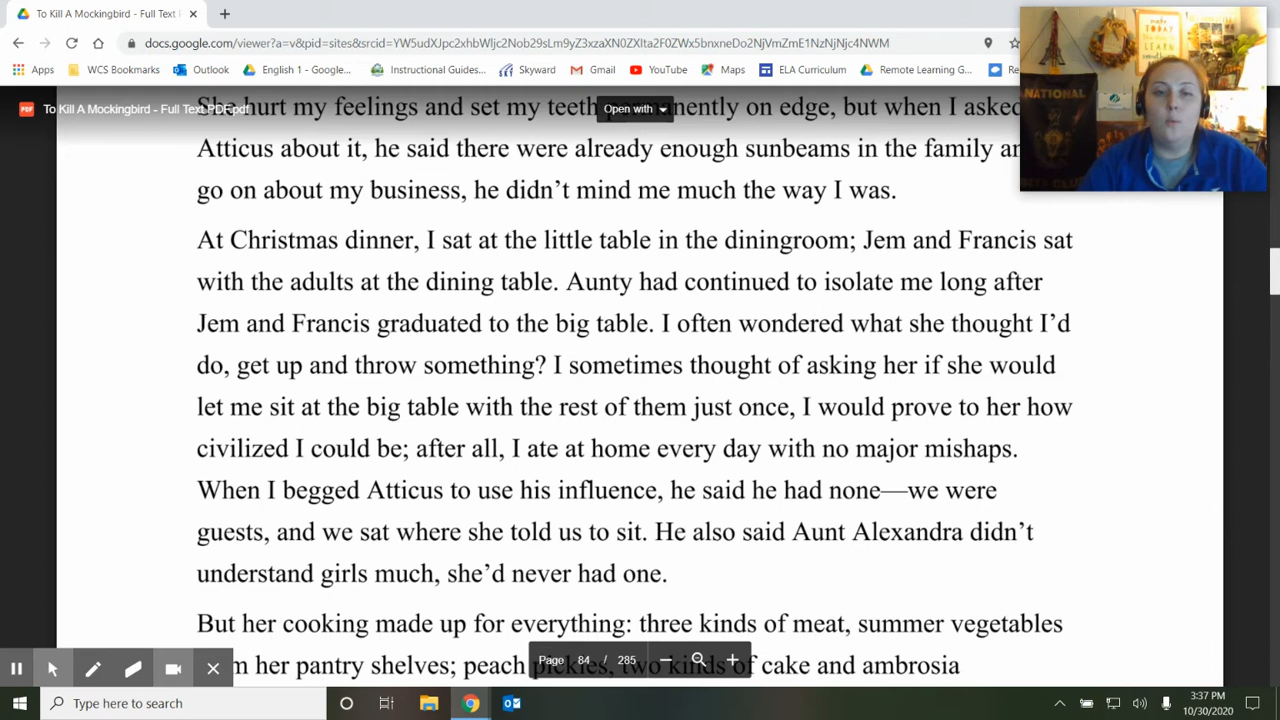 To Kill A Mockingbird - Full Text
docs.google.com/viewer?a=v&pid=sites&srcid=
Apps WCS Bookmarks Outlook English 1 - Google... Instructional Guides,... Skyward Gmail YouTube Maps ELA Curriculum Remote Learning G... Re
PDF To Kill A Mockingbird - Full Text PDF.pdf
Open with
hurt my feelings and set my teeth on edge, but when I asked
Atticus about it, he said there were already enough sunbeams in the family
go on about my business, he didn't mind me much the way I was.
At Christmas dinner, I sat at the little table in the diningroom; Jem and Francis sat
with the adults at the dining table. Aunty had continued to isolate me long after
Jem and Francis graduated to the big table. I often wondered what she thought I'd
do, get up and throw something? I sometimes thought of asking her if she would
let me sit at the big table with the rest of them just once, I would prove to her how
civilized I could be; after all, I ate at home every day with no major mishaps.
When I begged Atticus to use his influence, he said he had none—we were
guests, and we sat where she told us to sit. He also said Aunt Alexandra didn't
understand girls much, she'd never had one.
But her cooking made up for everything: three kinds of meat, summer vegetables
her pantry shelves; peach pickles, two kinds of cake and ambrosia
Page 84 / 285
Type here to search
3:37 PM
10/30/2020
NATIONAL
make
TODAY
LEARN